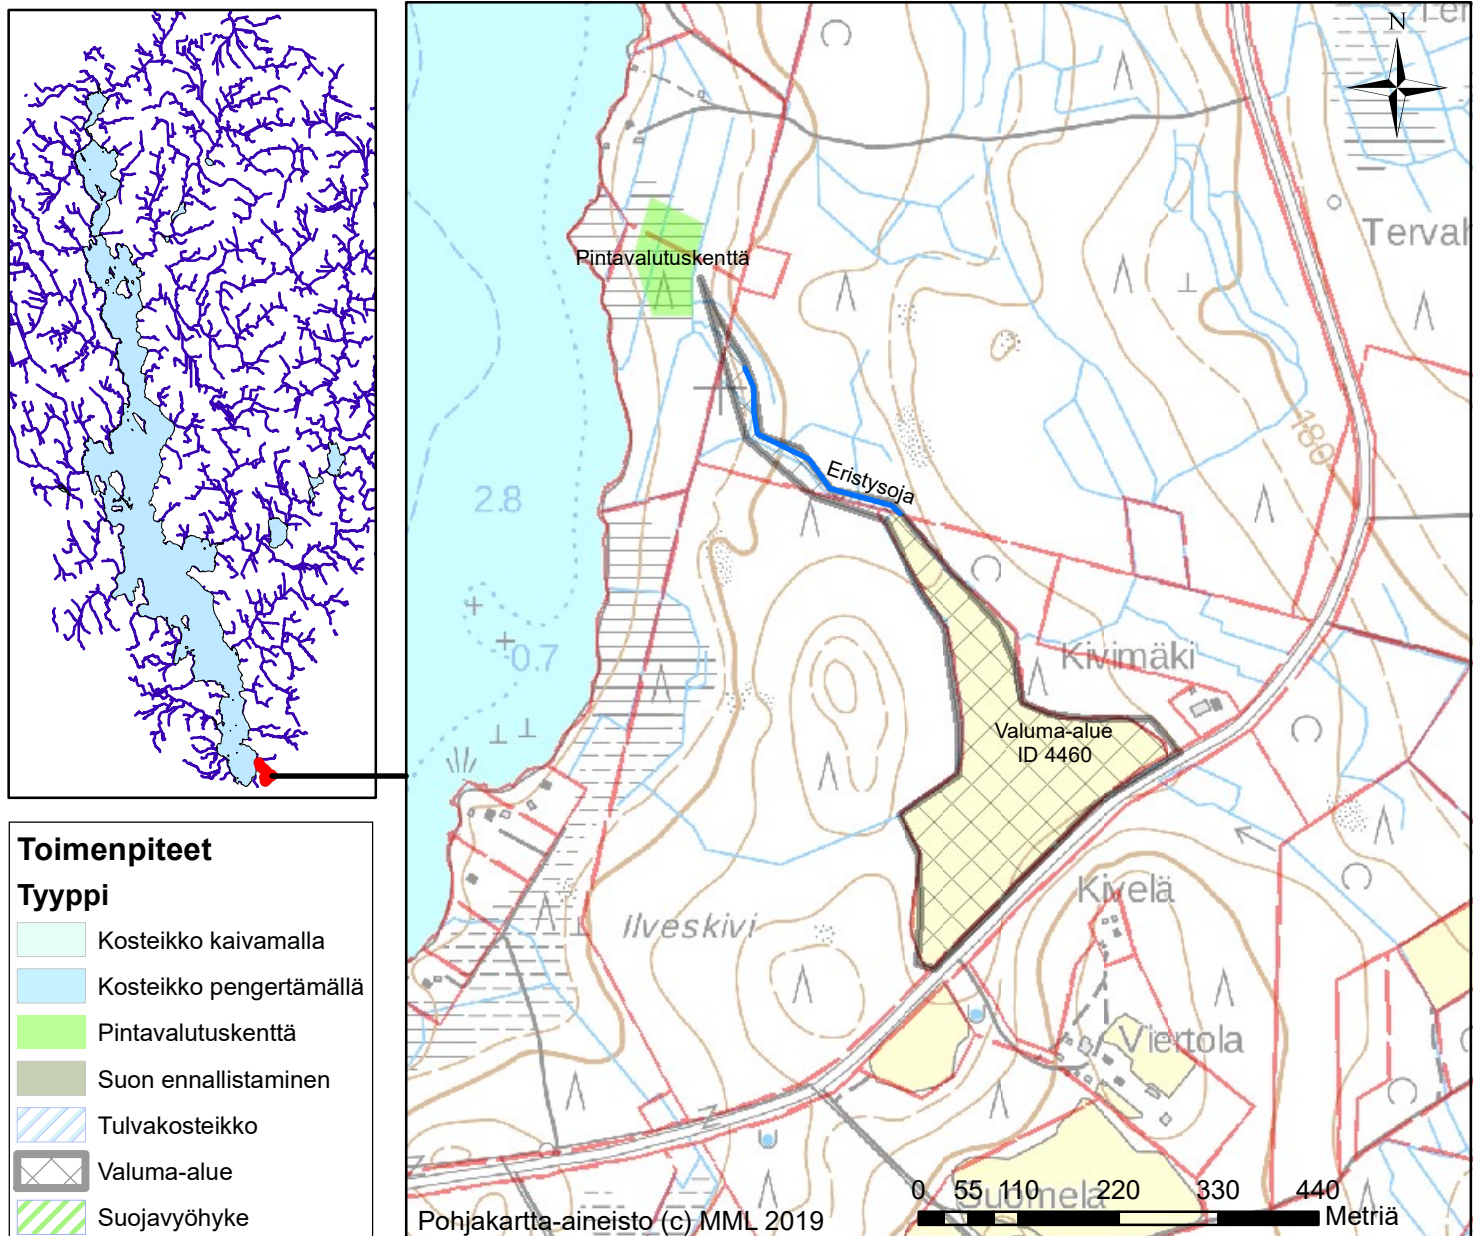 N
Terval
Pintavalutuskenttä
180
Eristysoja
2.8
0.7
Kivimäki
Valuma-alue
ID 4460
Kivelä
Ilveskivi
Viertola
Suomela
0 55 110 220 330 440
Metriä
Pohjakartta-aineisto (c) MML 2019
Toimenpiteet
Tyyppi
Kosteikko kaivamalla
Kosteikko pengertämällä
Pintavalutuskenttä
Suon ennallistaminen
Tulvakosteikko
Valuma-alue
Suojavyöhyke